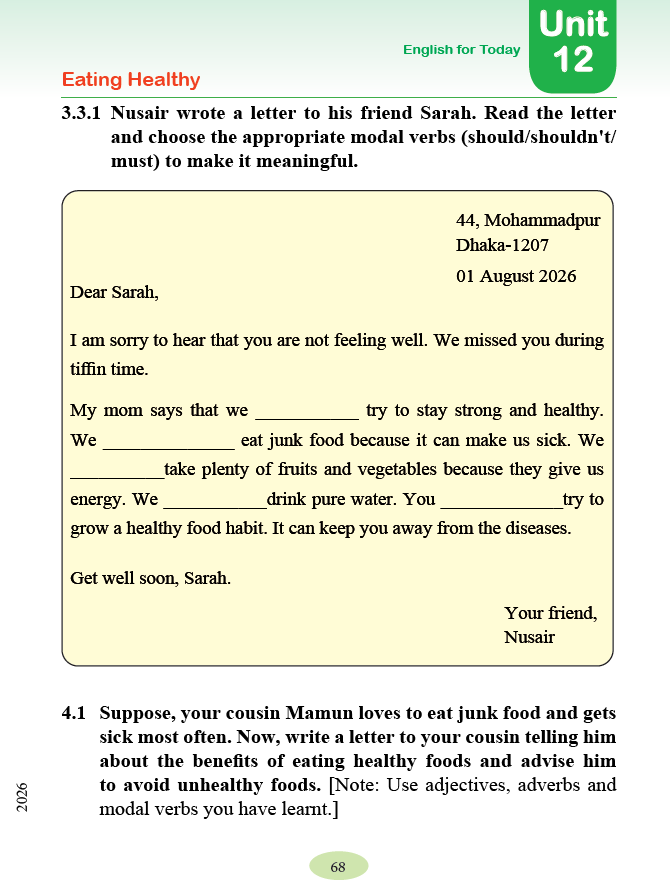 Unit
12
English for Today
Eating Healthy
3.3.1 Nusair wrote a letter to his friend Sarah. Read the letter
and choose the appropriate modal verbs (should/shouldn't/
must) to make it meaningful.
44, Mohammadpur
Dhaka-1207
01 August 2026
Dear Sarah,
I am sorry to hear that you are not feeling well. We missed you during
tiffin time.
My mom says that we ___________ try to stay strong and healthy.
We ______________ eat junk food because it can make us sick. We
__________take plenty of fruits and vegetables because they give us
energy. We ___________drink pure water. You _____________try to
grow a healthy food habit. It can keep you away from the diseases.
Get well soon, Sarah.
Your friend,
Nusair
4.1 Suppose, your cousin Mamun loves to eat junk food and gets
sick most often. Now, write a letter to your cousin telling him
about the benefits of eating healthy foods and advise him
to avoid unhealthy foods. [Note: Use adjectives, adverbs and
modal verbs you have learnt.]
2026
68